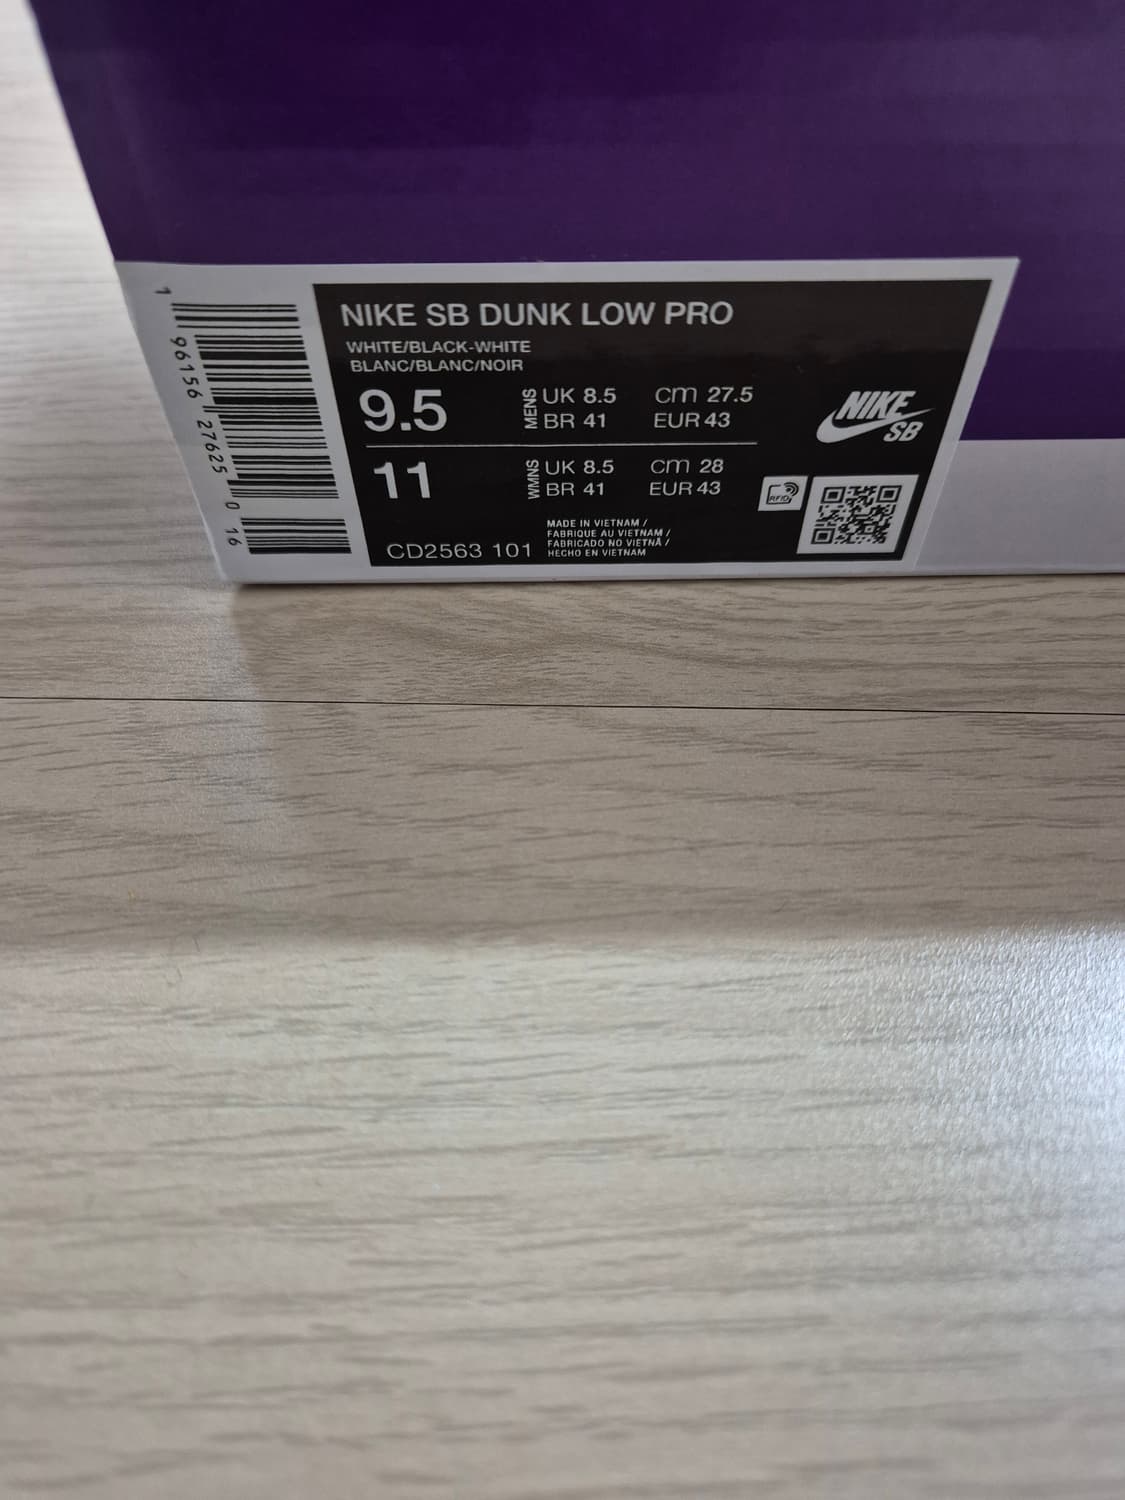 NIKE SB DUNK LOW PRO
WHITE/BLACK-WHITE
BLANC/BLANC/NOIR
9.5 MENS UK 8.5 cm 27.5
BR 41 EUR 43
11 WMNS UK 8.5 cm 28
BR 41 EUR 43
MADE IN VIETNAM /
FABRIQUE AU VIETNAM /
FABRICADO NO VIETNÃ /
HECHO EN VIETNAM
CD2563 101
NIKE
SB
RFID
1 96156 27625 0 16